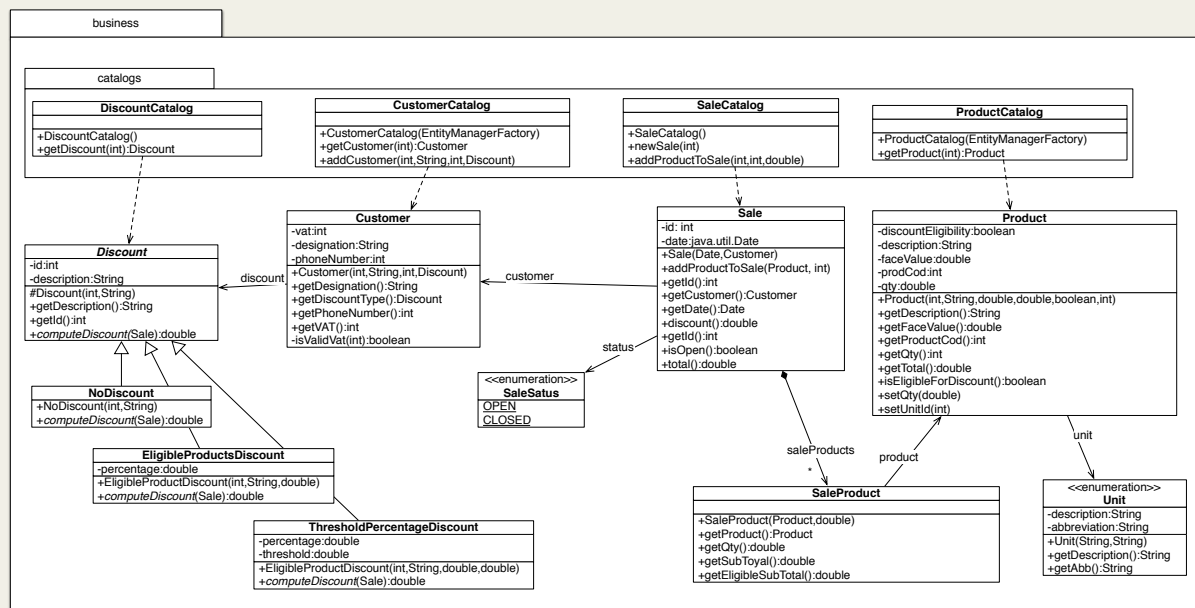 business
catalogs
DiscountCatalog
+DiscountCatalog()
+getDiscount(int):Discount
CustomerCatalog
+CustomerCatalog(EntityManagerFactory)
+getCustomer(int):Customer
+addCustomer(int,String,int,Discount)
SaleCatalog
+SaleCatalog()
+newSale(int)
+addProductToSale(int,int,double)
ProductCatalog
+ProductCatalog(EntityManagerFactory)
+getProduct(int):Product
Discount
-id:int
-description:String
#Discount(int,String)
+getDescription():String
+getId():int
+computeDiscount(Sale):double
discount
Customer
-vat:int
-designation:String
-phoneNumber:int
+Customer(int,String,int,Discount)
+getDesignation():String
+getDiscountType():Discount
+getPhoneNumber():int
+getVAT():int
-isValidVat(int):boolean
customer
Sale
-id: int
-date:java.util.Date
+Sale(Date,Customer)
+addProductToSale(Product, int)
+getId():int
+getCustomer():Customer
+getDate():Date
+discount():double
+getId():int
+isOpen():boolean
+total():double
Product
-discountEligibility:boolean
-description:String
-faceValue:double
-prodCod:int
-qty:double
+Product(int,String,double,double,boolean,int)
+getDescription():String
+getFaceValue():double
+getProductCod():int
+getQty():int
+getTotal():double
+isEligibleForDiscount():boolean
+setQty(double)
+setUnitId(int)
status
<<enumeration>>
SaleSatus
OPEN
CLOSED
NoDiscount
+NoDiscount(int,String)
+computeDiscount(Sale):double
EligibleProductsDiscount
-percentage:double
+EligibleProductDiscount(int,String,double)
+computeDiscount(Sale):double
ThresholdPercentageDiscount
-percentage:double
-threshold:double
+EligibleProductDiscount(int,String,double,double)
+computeDiscount(Sale):double
saleProducts
*
product
unit
SaleProduct
+SaleProduct(Product,double)
+getProduct():Product
+getQty():double
+getSubToyal():double
+getEligibleSubTotal():double
<<enumeration>>
Unit
-description:String
-abbreviation:String
+Unit(String,String)
+getDescription():String
+getAbb():String